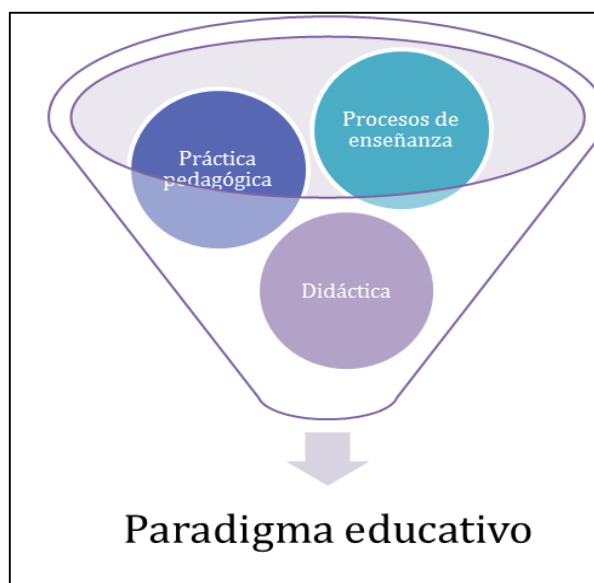 Procesos de
enseñanza
Práctica
pedagógica
Didáctica
Paradigma educativo